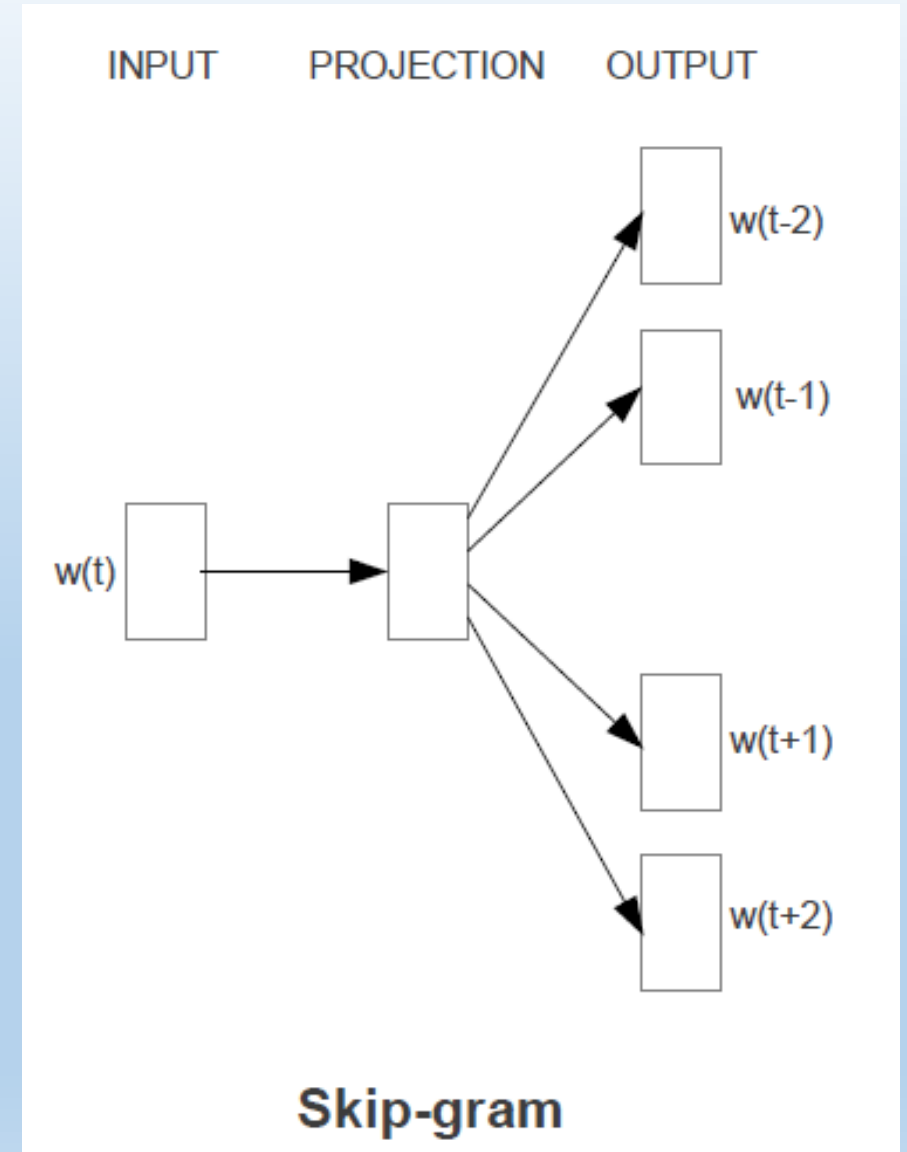 INPUT PROJECTION OUTPUT
w(t-2)
w(t-1)
w(t)
w(t+1)
w(t+2)
Skip-gram